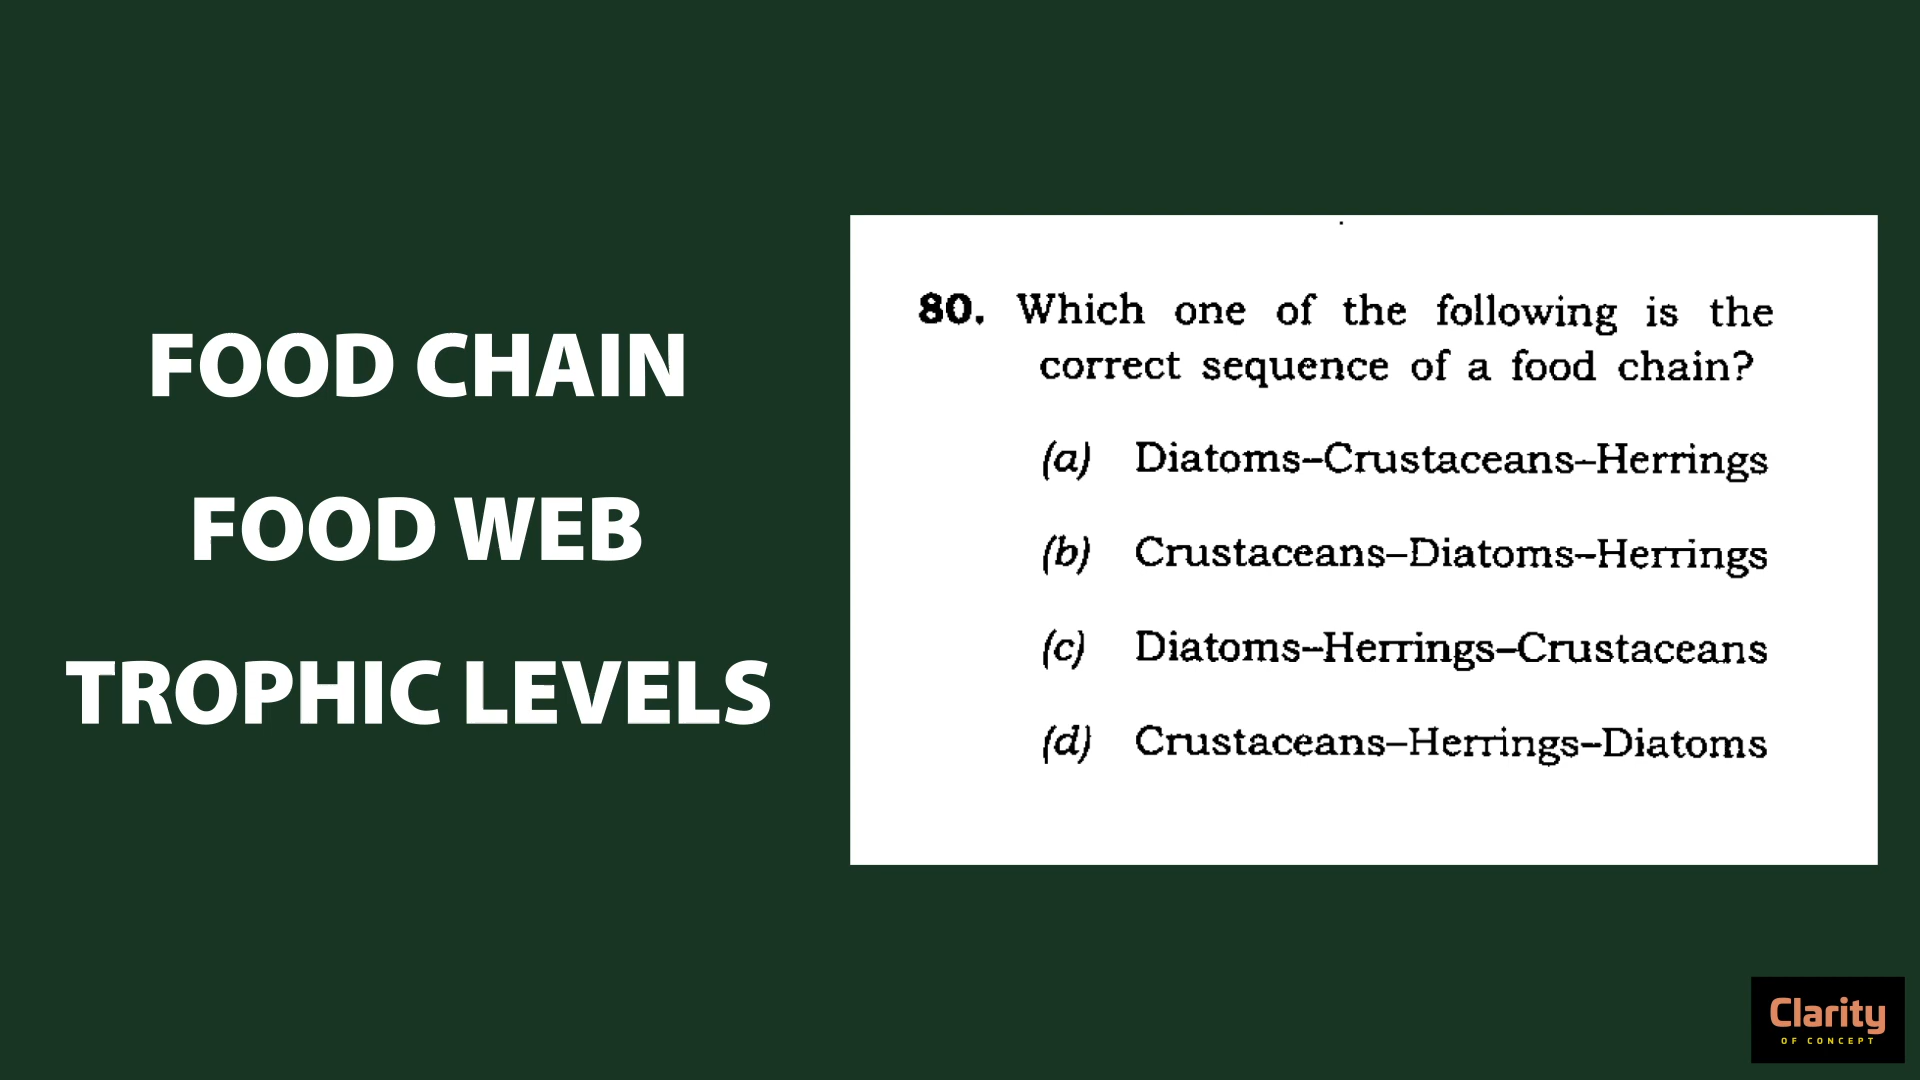 FOOD CHAIN
FOOD WEB
TROPHIC LEVELS
80. Which one of the following is the
correct sequence of a food chain?
(a) Diatoms–Crustaceans–Herrings
(b) Crustaceans–Diatoms–Herrings
(c) Diatoms–Herrings–Crustaceans
(d) Crustaceans–Herrings–Diatoms
Clarity
OF CONCEPT